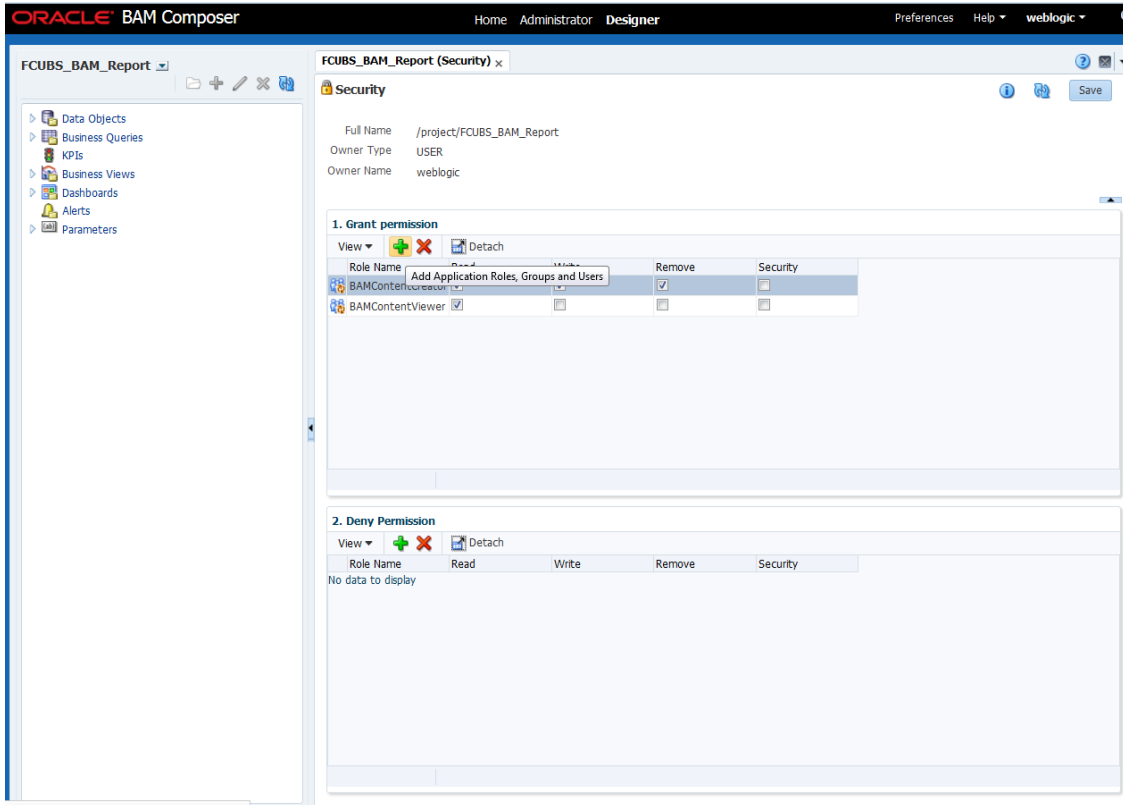 ORACLE BAM Composer
Home Administrator Designer
Preferences Help weblogic
FCUBS_BAM_Report
Data Objects
Business Queries
KPIs
Business Views
Dashboards
Alerts
Parameters
FCUBS_BAM_Report (Security)
Security
Save
Full Name /project/FCUBS_BAM_Report
Owner Type USER
Owner Name weblogic
1. Grant permission
View Detach
Role Name Read Write Remove Security
Add Application Roles, Groups and Users
BAMContentCreator
BAMContentViewer
2. Deny Permission
View Detach
Role Name Read Write Remove Security
No data to display